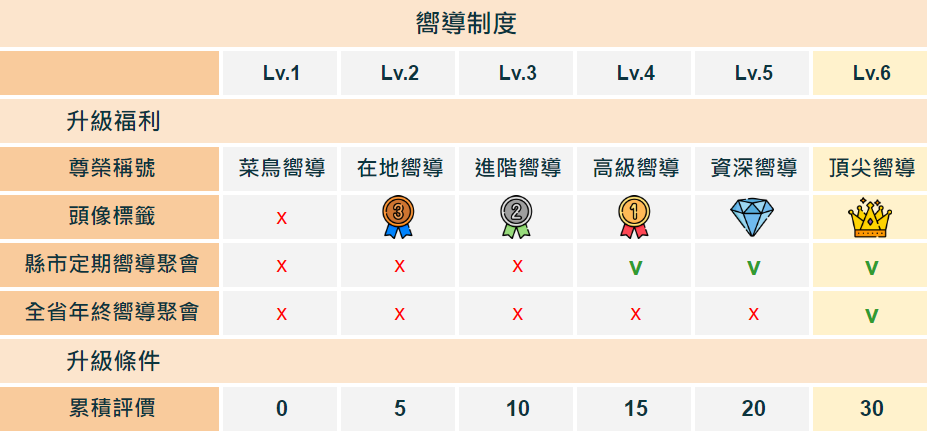 嚮導制度
Lv.1 Lv.2 Lv.3 Lv.4 Lv.5 Lv.6
升級福利
尊榮稱號 菜鳥嚮導 在地嚮導 進階嚮導 高級嚮導 資深嚮導 頂尖嚮導
頭像標籤 x 3 2 1
縣市定期嚮導聚會 x x x v v v
全省年終嚮導聚會 x x x x x v
升級條件
累積評價 0 5 10 15 20 30